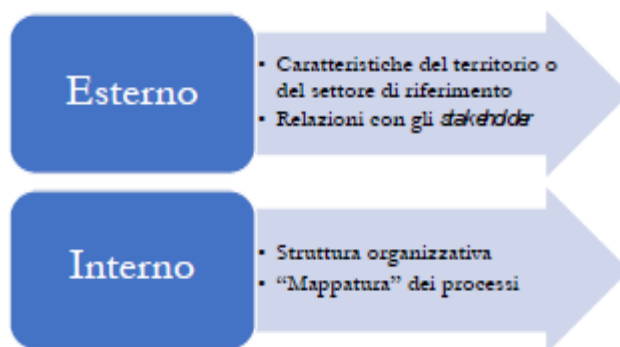 Esterno
• Caratteristiche del territorio o
del settore di riferimento
• Relazioni con gli stakeholder
Interno
• Struttura organizzativa
• “Mappatura” dei processi